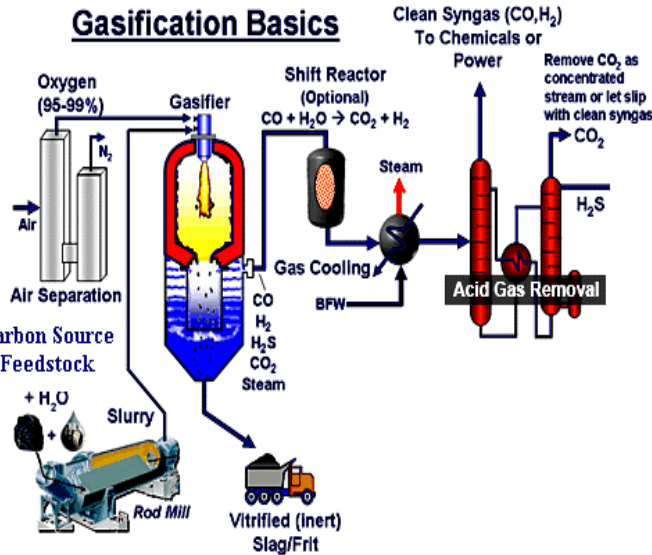 Gasification Basics
Clean Syngas (CO,H2)
To Chemicals or
Power
Oxygen
(95-99%)
Gasifier
Shift Reactor
(Optional)
CO + H2O → CO2 + H2
Remove CO2 as
concentrated
stream or let slip
with clean syngas
CO2
N2
Steam
Air
H2S
Gas Cooling
Air Separation
BFW
Acid Gas Removal
CO
H2
H2S
CO2
Steam
arbon Source
Feedstock
+ H2O
+
Slurry
Rod Mill
Vitrified (Inert)
Slag/Frit